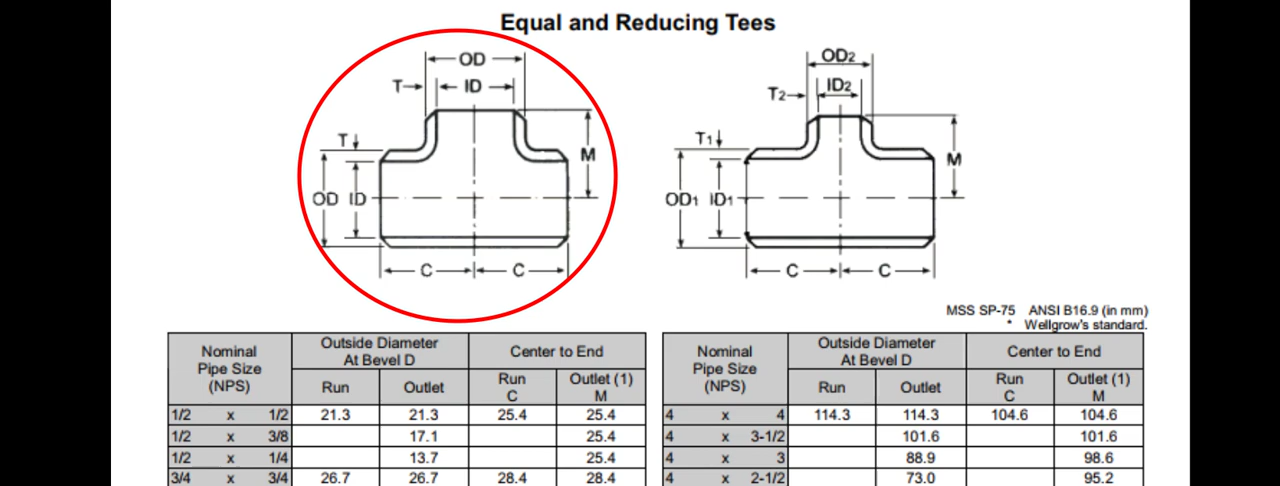 Equal and Reducing Tees
OD
T ID
T
M
OD ID
C C
OD2
T2 ID2
T1
M
OD1 ID1
C C
MSS SP-75 ANSI B16.9 (in mm)
* Wellgrow's standard.
Nominal Pipe Size (NPS) Outside Diameter At Bevel D Center to End
Run Outlet Run C Outlet (1) M
1/2 x 1/2 21.3 21.3 25.4 25.4
1/2 x 3/8 17.1 25.4
1/2 x 1/4 13.7 25.4
3/4 x 3/4 26.7 26.7 28.4 28.4
Nominal Pipe Size (NPS) Outside Diameter At Bevel D Center to End
Run Outlet Run C Outlet (1) M
4 x 4 114.3 114.3 104.6 104.6
4 x 3-1/2 101.6 101.6
4 x 3 88.9 98.6
4 x 2-1/2 73.0 95.2